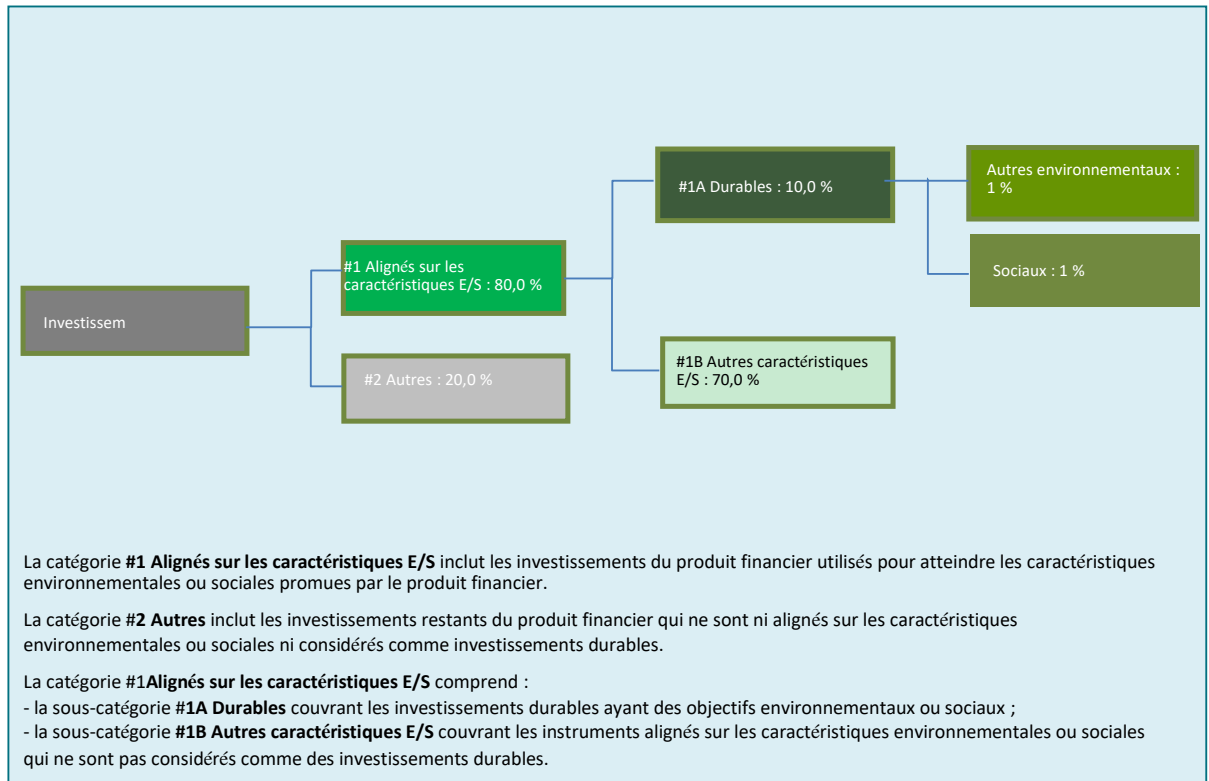 #1A Durables : 10,0 %
Autres environnementaux :
1 %
#1 Alignés sur les
caractéristiques E/S : 80,0 %
Sociaux : 1 %
Investissem
#2 Autres : 20,0 %
#1B Autres caractéristiques
E/S : 70,0 %
La catégorie #1 Alignés sur les caractéristiques E/S inclut les investissements du produit financier utilisés pour atteindre les caractéristiques
environnementales ou sociales promues par le produit financier.
La catégorie #2 Autres inclut les investissements restants du produit financier qui ne sont ni alignés sur les caractéristiques
environnementales ou sociales ni considérés comme investissements durables.
La catégorie #1Alignés sur les caractéristiques E/S comprend :
- la sous-catégorie #1A Durables couvrant les investissements durables ayant des objectifs environnementaux ou sociaux ;
- la sous-catégorie #1B Autres caractéristiques E/S couvrant les instruments alignés sur les caractéristiques environnementales ou sociales
qui ne sont pas considérés comme des investissements durables.